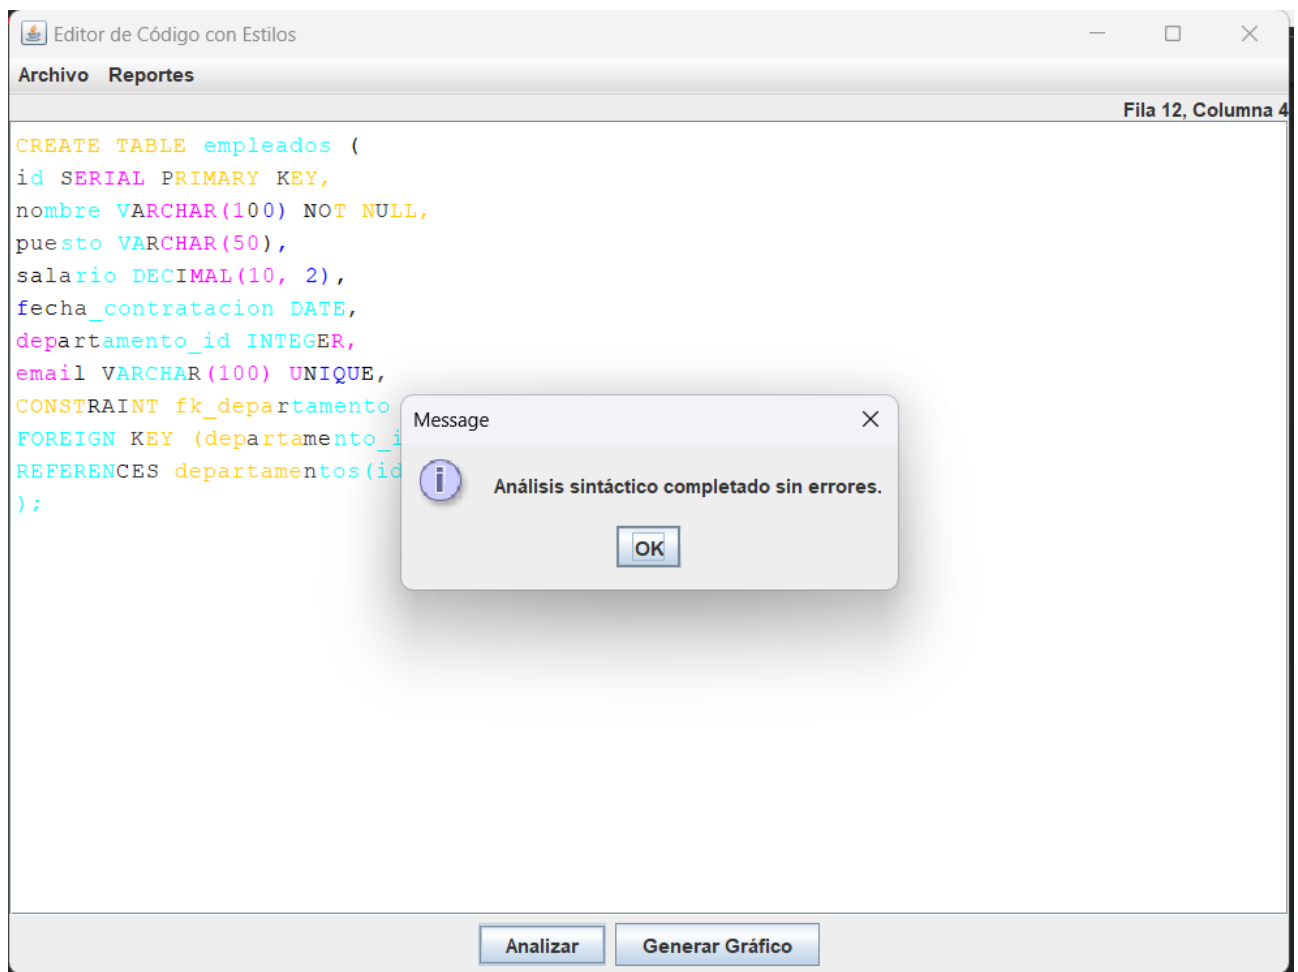 Editor de Código con Estilos
Archivo Reportes
Fila 12, Columna 4
CREATE TABLE empleados (
id SERIAL PRIMARY KEY,
nombre VARCHAR(100) NOT NULL,
puesto VARCHAR(50),
salario DECIMAL(10, 2),
fecha_contratacion DATE,
departamento_id INTEGER,
email VARCHAR(100) UNIQUE,
CONSTRAINT fk_departamento
FOREIGN KEY (departamento_i
REFERENCES departamentos(id
);
Message
Análisis sintáctico completado sin errores.
OK
Analizar
Generar Gráfico